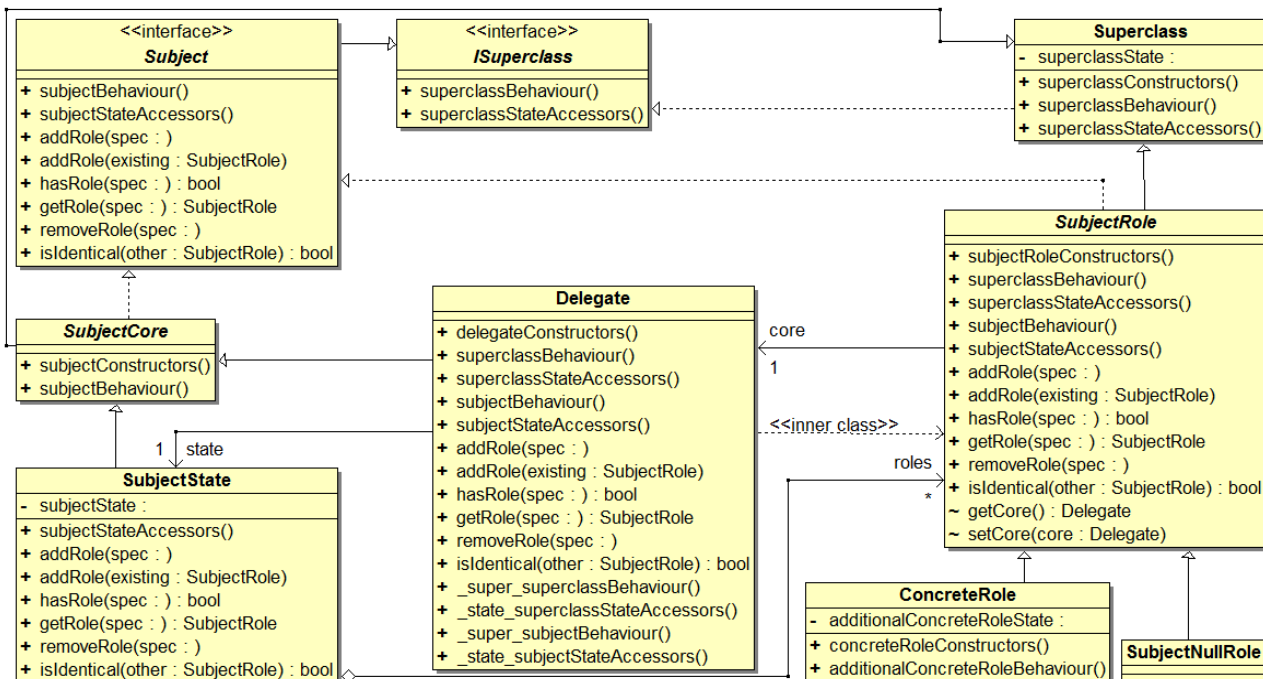 <<interface>>
Subject
+ subjectBehaviour()
+ subjectStateAccessors()
+ addRole(spec : )
+ addRole(existing : SubjectRole)
+ hasRole(spec : ) : bool
+ getRole(spec : ) : SubjectRole
+ removeRole(spec : )
+ isIdentical(other : SubjectRole) : bool
<<interface>>
ISuperclass
+ superclassBehaviour()
+ superclassStateAccessors()
Superclass
- superclassState :
+ superclassConstructors()
+ superclassBehaviour()
+ superclassStateAccessors()
SubjectCore
+ subjectConstructors()
+ subjectBehaviour()
Delegate
+ delegateConstructors()
+ superclassBehaviour()
+ superclassStateAccessors()
+ subjectBehaviour()
+ subjectStateAccessors()
+ addRole(spec : )
+ addRole(existing : SubjectRole)
+ hasRole(spec : ) : bool
+ getRole(spec : ) : SubjectRole
+ removeRole(spec : )
+ isIdentical(other : SubjectRole) : bool
+ _super_superclassBehaviour()
+ _state_superclassStateAccessors()
+ _super_subjectBehaviour()
+ _state_subjectStateAccessors()
core
1
<<inner class>>
roles
*
SubjectRole
+ subjectRoleConstructors()
+ superclassBehaviour()
+ superclassStateAccessors()
+ subjectBehaviour()
+ subjectStateAccessors()
+ addRole(spec : )
+ addRole(existing : SubjectRole)
+ hasRole(spec : ) : bool
+ getRole(spec : ) : SubjectRole
+ removeRole(spec : )
+ isIdentical(other : SubjectRole) : bool
~ getCore() : Delegate
~ setCore(core : Delegate)
1 state
SubjectState
- subjectState :
+ subjectStateAccessors()
+ addRole(spec : )
+ addRole(existing : SubjectRole)
+ hasRole(spec : ) : bool
+ getRole(spec : ) : SubjectRole
+ removeRole(spec : )
+ isIdentical(other : SubjectRole) : bool
ConcreteRole
- additionalConcreteRoleState :
+ concreteRoleConstructors()
+ additionalConcreteRoleBehaviour()
SubjectNullRole